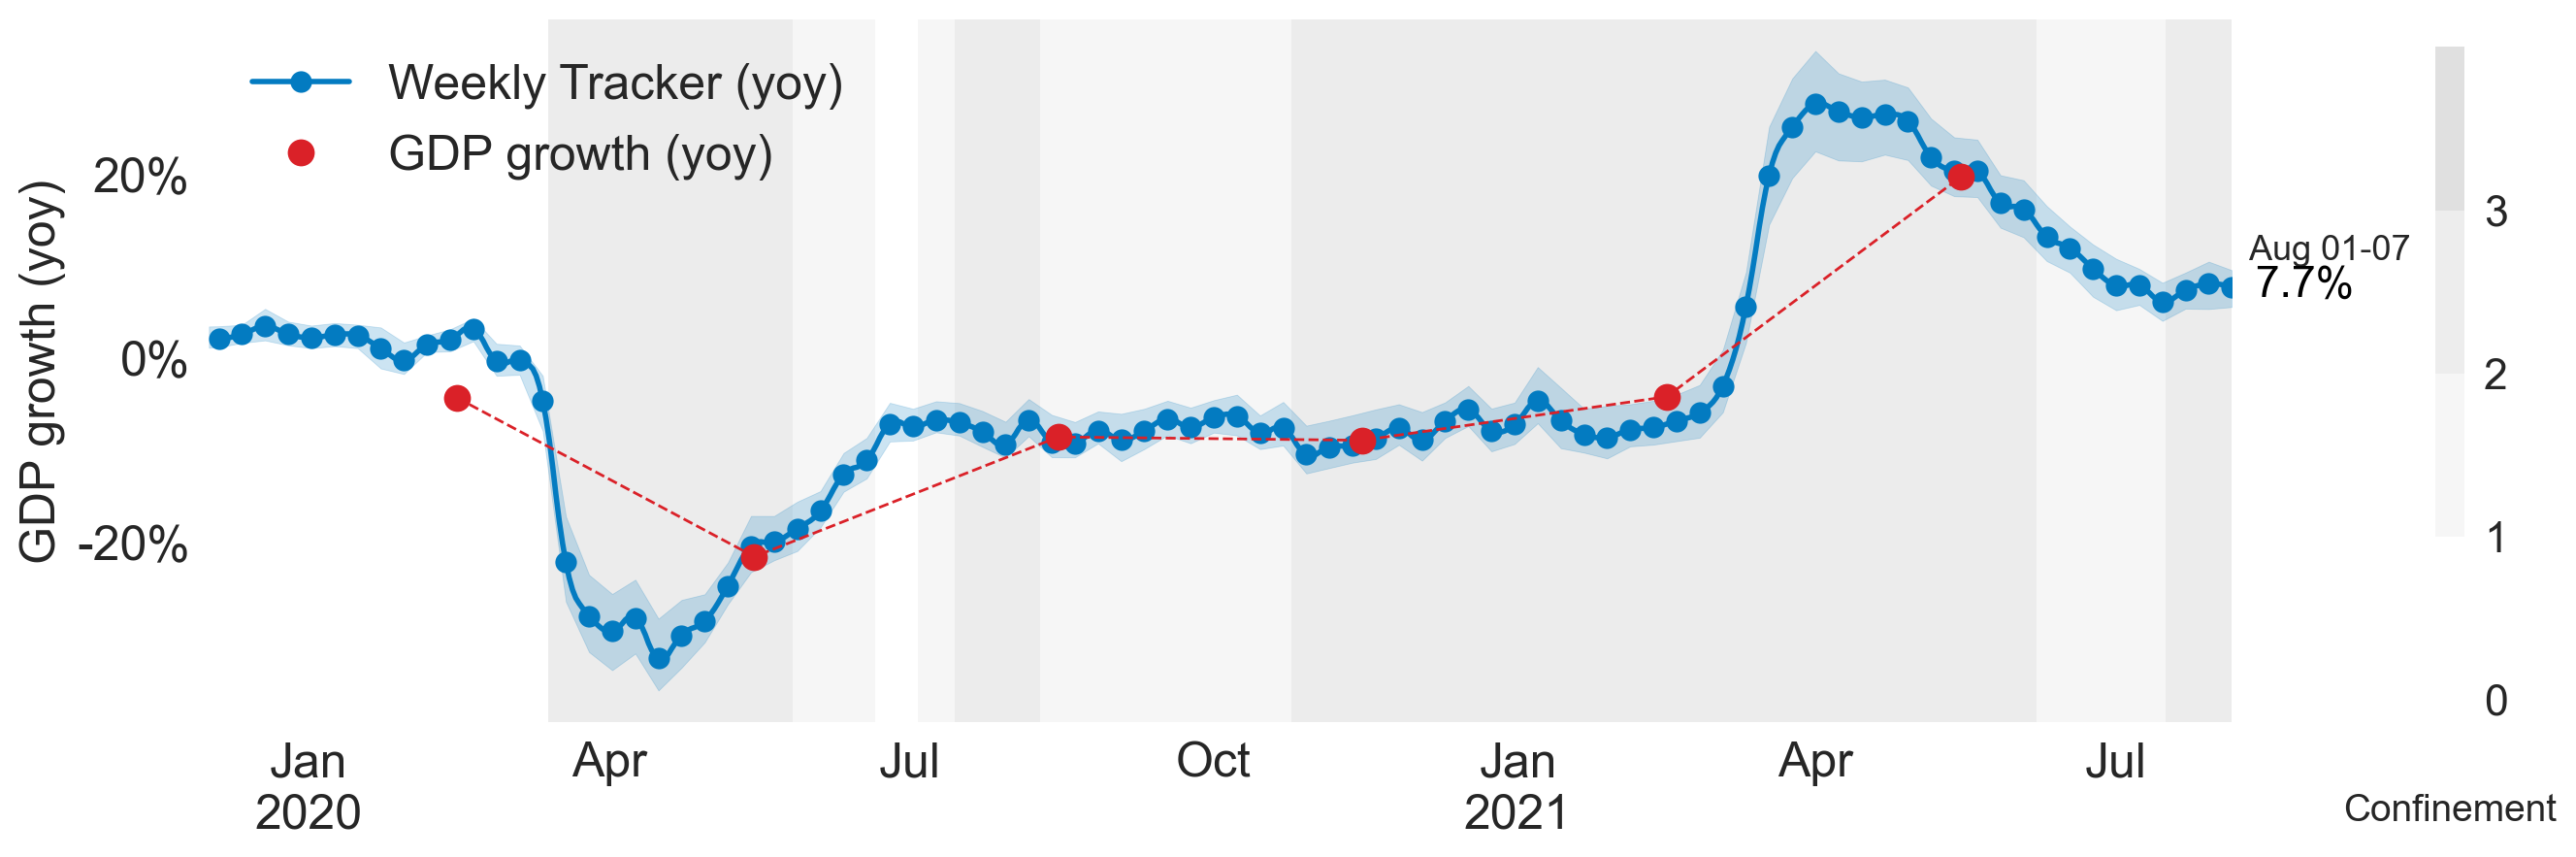 Weekly Tracker (yoy)
GDP growth (yoy)
GDP growth (yoy)
20%
0%
-20%
Jan
2020
Apr
Jul
Oct
Jan
2021
Apr
Jul
Aug 01-07
7.7%
3
2
1
0
Confinement